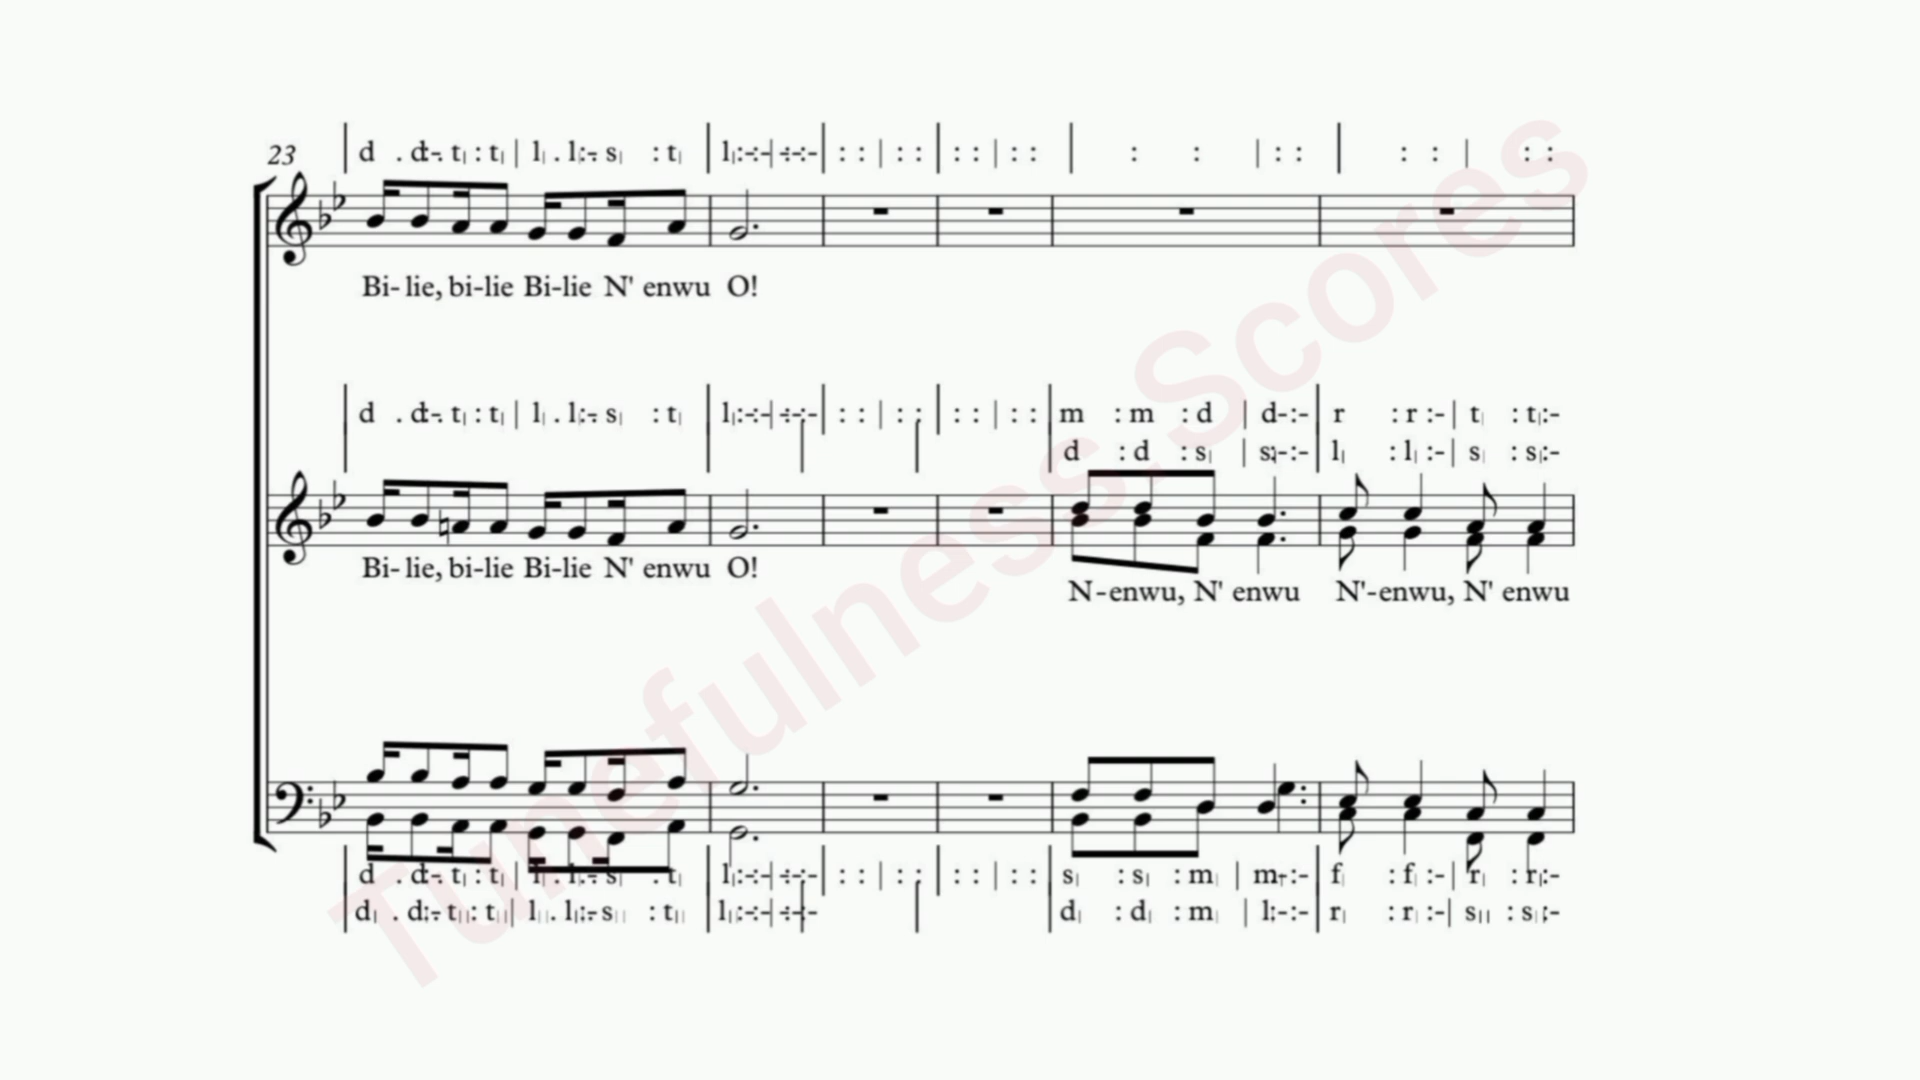 | d . d:-. t| : t| | l| . l|:-. s| : t| | l|:-:-| -:-:- | : : | : : | : : | : : | : : | : : | : :
23
Bi- lie, bi-lie Bi-lie N' enwu O!
| d . d:-. t| : t| | l| . l|:-. s| : t| | l|:-:-| -:-:- | : : | : : | : : | : : | m : m : d | d-:- | r : r :- | t| : t|:-
d : d : s| | s|:-:- | l| : l| :- | s| : s|:-
Bi- lie, bi-lie Bi-lie N' enwu O!
N-enwu, N' enwu N'-enwu, N' enwu
| d . d:-. t| : t| | l| . l|:-. s| : t| | l|:-:-| -:-:- | : : | : : | : : | : : | s| : s| : m| | m|-:- | f| : f| :- | r| : r|:-
d| . d|:-. t|| : t|| | l|| . l||:-. s|| : t|| | l||:-:-| -:-:- | d| : d| : m| | l|:-:- | r| : r| :- | s|| : s||:-
Tunefulness. Scores